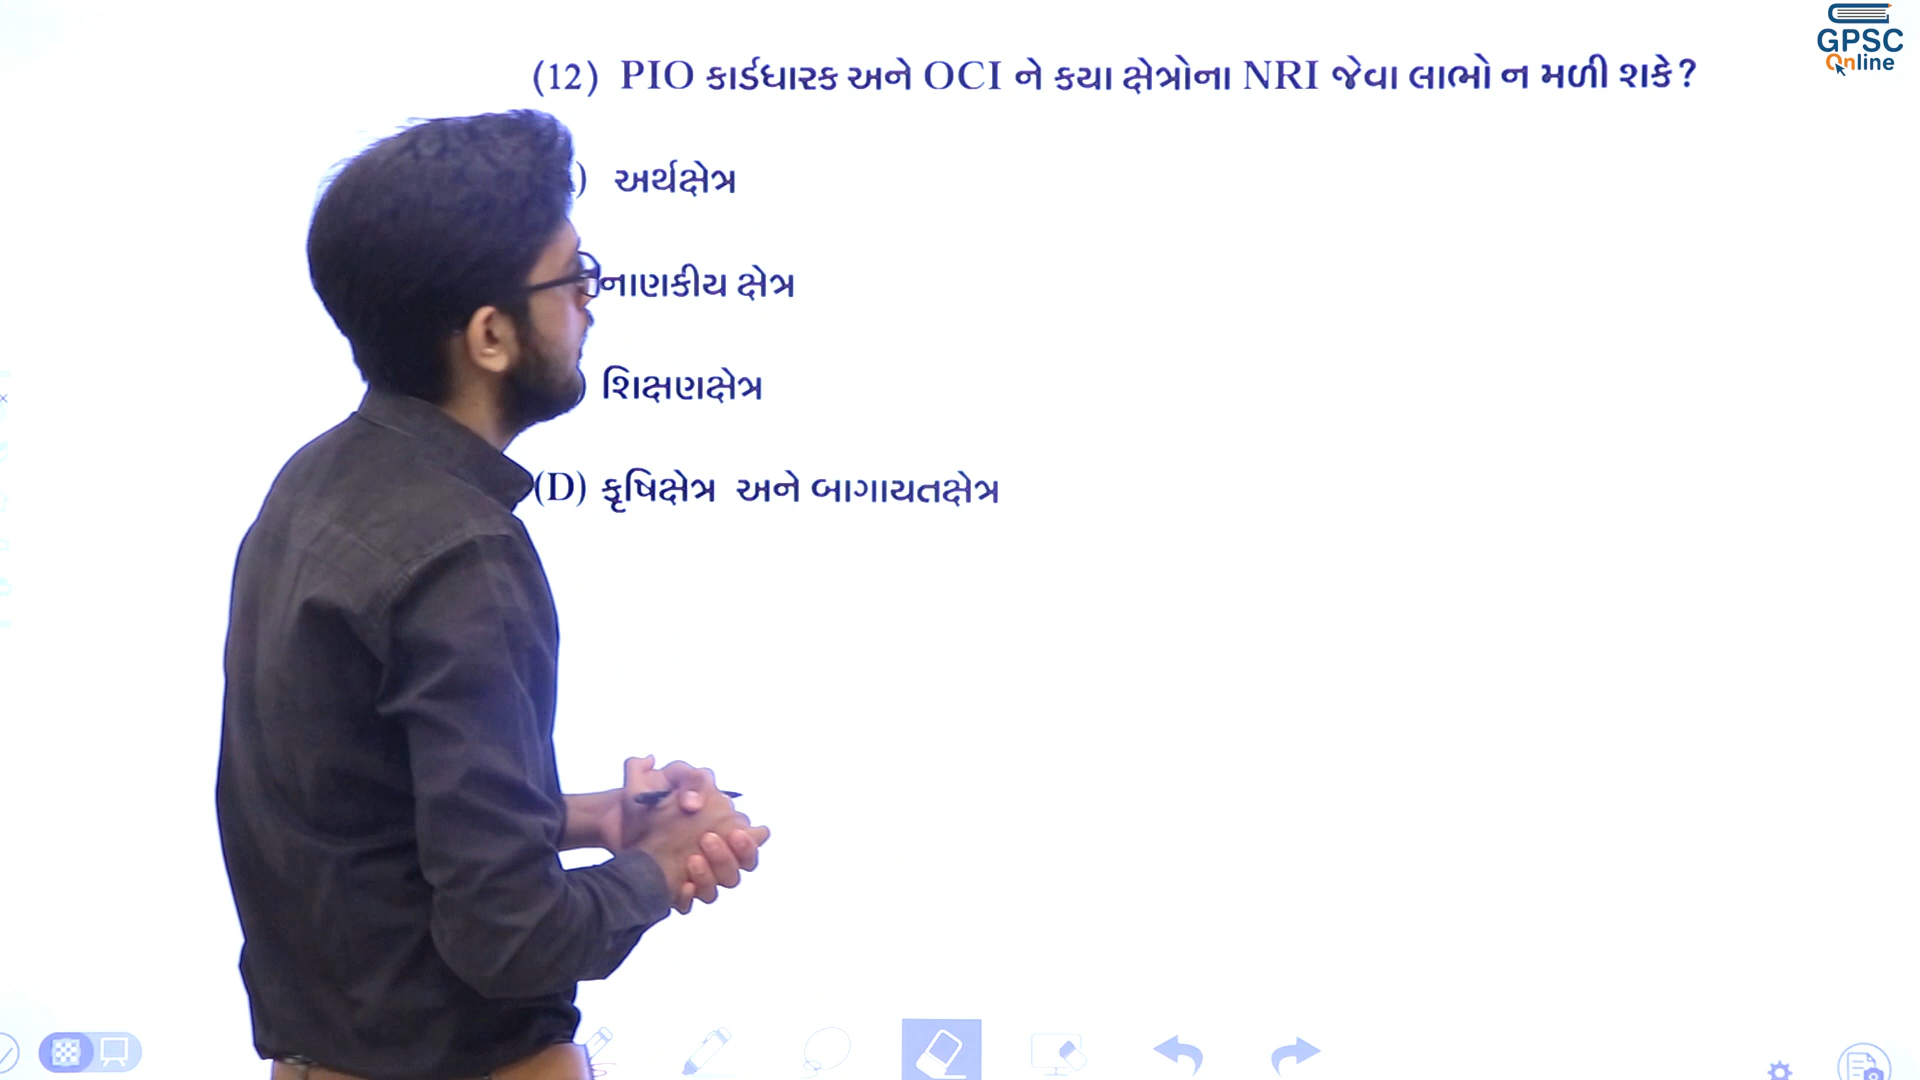 GPSC
Online
(12) PIO કાર્ડધારક અને OCI ને કયા ક્ષેત્રોના NRI જેવા લાભો ન મળી શકે?
) અર્થક્ષેત્ર
નાણકીય ક્ષેત્ર
) શિક્ષણક્ષેત્ર
(D) કૃષિક્ષેત્ર અને બાગાયતક્ષેત્ર